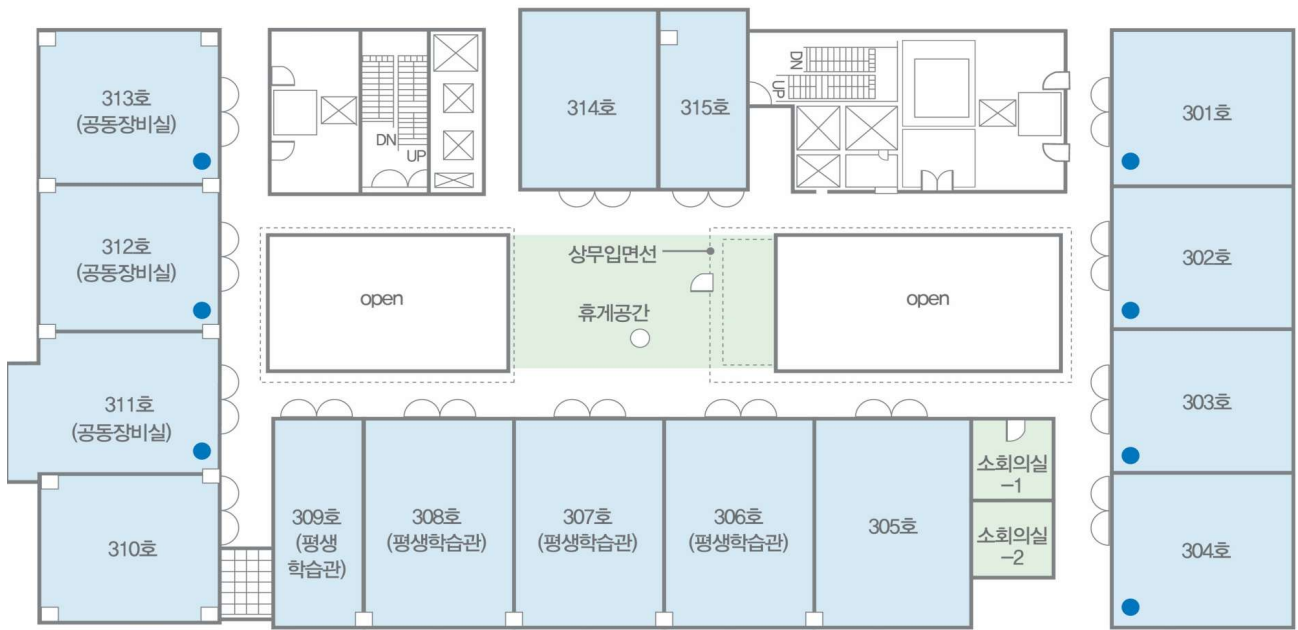 313호
(공동장비실)
DN
UP
314호
315호
DN
UP
301호
312호
(공동장비실)
open
상무입면선
휴게공간
open
302호
311호
(공동장비실)
303호
310호
309호
(평생
학습관)
308호
(평생학습관)
307호
(평생학습관)
306호
(평생학습관)
305호
소회의실
-1
소회의실
-2
304호